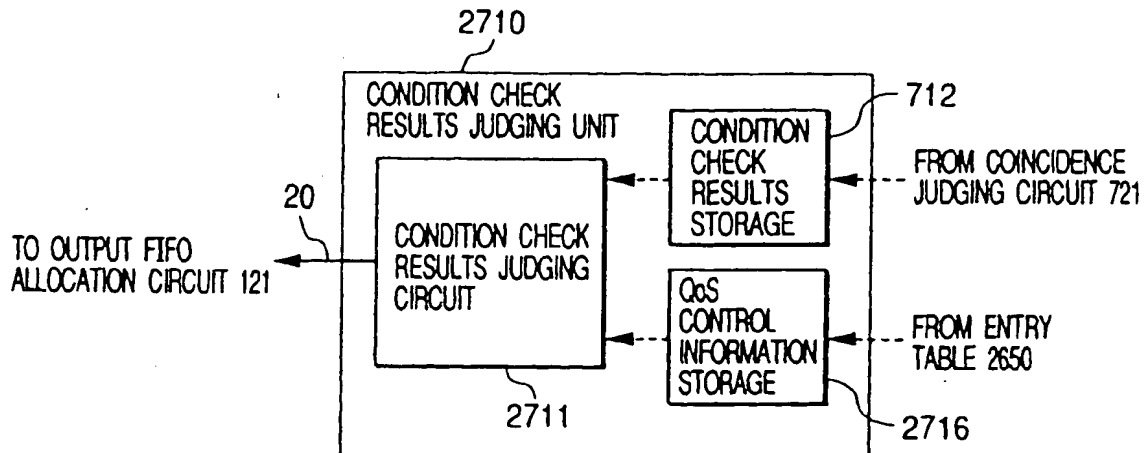 2710
CONDITION CHECK
RESULTS JUDGING UNIT
712
CONDITION
CHECK
RESULTS
STORAGE
FROM COINCIDENCE
JUDGING CIRCUIT 721
20
TO OUTPUT FIFO
ALLOCATION CIRCUIT 121
CONDITION CHECK
RESULTS JUDGING
CIRCUIT
QoS
CONTROL
INFORMATION
STORAGE
FROM ENTRY
TABLE 2650
2711
2716